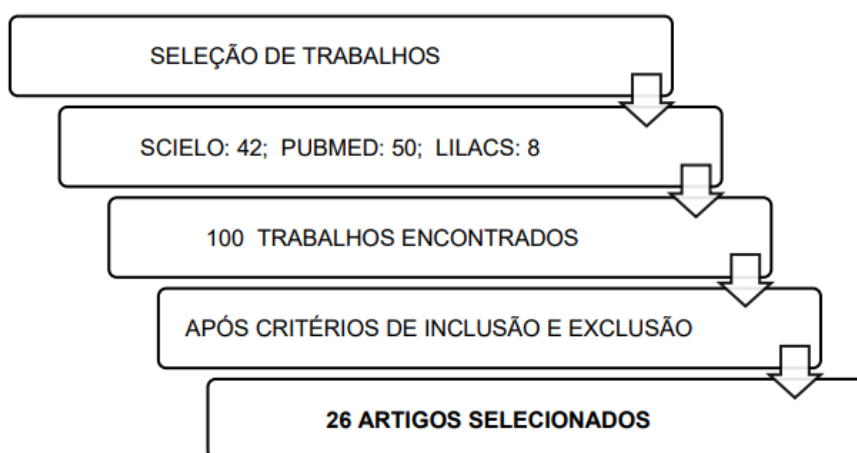 SELEÇÃO DE TRABALHOS
SCIELO: 42; PUBMED: 50; LILACS: 8
100 TRABALHOS ENCONTRADOS
APÓS CRITÉRIOS DE INCLUSÃO E EXCLUSÃO
26 ARTIGOS SELECIONADOS